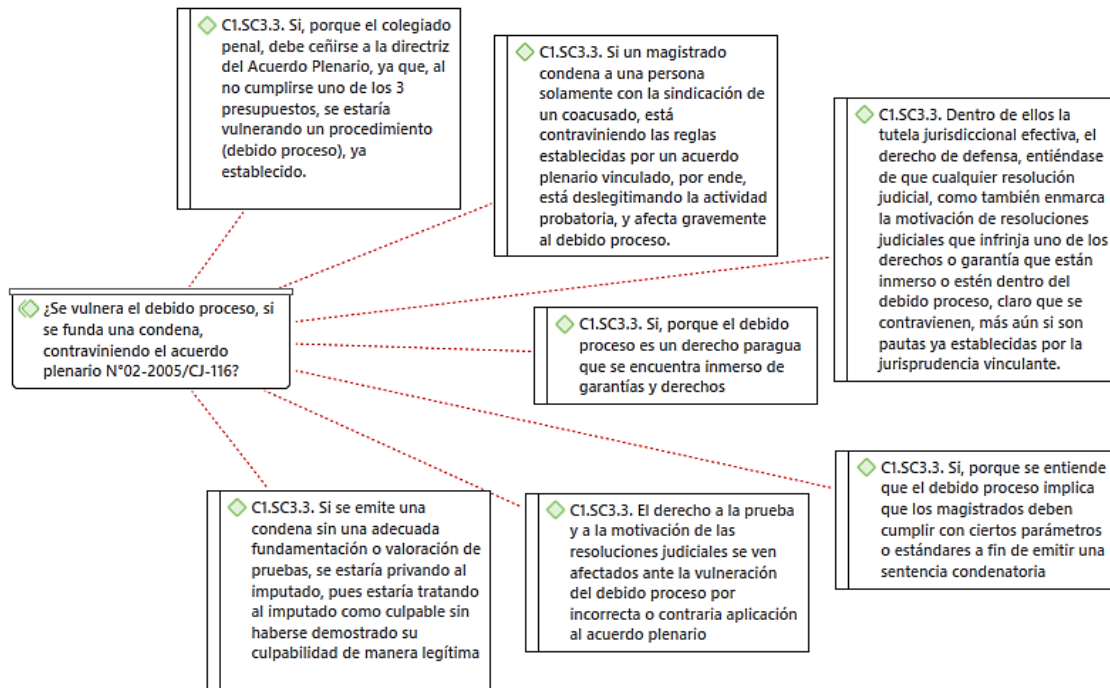 C1.SC3.3. Si, porque el colegiado
penal, debe ceñirse a la directriz
del Acuerdo Plenario, ya que, al
no cumplirse uno de los 3
presupuestos, se estaría
vulnerando un procedimiento
(debido proceso), ya
establecido.
C1.SC3.3. Si un magistrado
condena a una persona
solamente con la sindicación de
un coacusado, está
contraviniendo las reglas
establecidas por un acuerdo
plenario vinculado, por ende,
está deslegitimando la actividad
probatoria, y afecta gravemente
al debido proceso.
C1.SC3.3. Dentro de ellos la
tutela jurisdiccional efectiva, el
derecho de defensa, entiéndase
de que cualquier resolución
judicial, como también enmarca
la motivación de resoluciones
judiciales que infrinja uno de los
derechos o garantía que están
inmerso o estén dentro del
debido proceso, claro que se
contravienen, más aún si son
pautas ya establecidas por la
jurisprudencia vinculante.
¿Se vulnera el debido proceso, si
se funda una condena,
contraviniendo el acuerdo
plenario N°02-2005/CJ-116?
C1.SC3.3. Si, porque el debido
proceso es un derecho paragua
que se encuentra inmerso de
garantías y derechos
C1.SC3.3. Si, porque se entiende
que el debido proceso implica
que los magistrados deben
cumplir con ciertos parámetros
o estándares a fin de emitir una
sentencia condenatoria
C1.SC3.3. Si se emite una
condena sin una adecuada
fundamentación o valoración de
pruebas, se estaría privando al
imputado, pues estaría tratando
al imputado como culpable sin
haberse demostrado su
culpabilidad de manera legítima
C1.SC3.3. El derecho a la prueba
y a la motivación de las
resoluciones judiciales se ven
afectados ante la vulneración
del debido proceso por
incorrecta o contraria aplicación
al acuerdo plenario